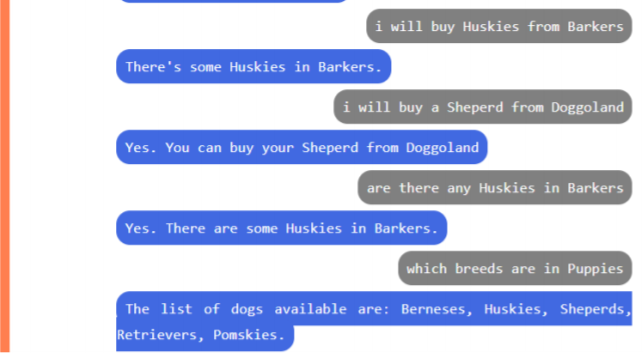 i will buy Huskies from Barkers
There's some Huskies in Barkers.
i will buy a Sheperd from Doggoland
Yes. You can buy your Sheperd from Doggoland
are there any Huskies in Barkers
Yes. There are some Huskies in Barkers.
which breeds are in Puppies
The list of dogs available are: Berneses, Huskies, Sheperds,
Retrievers, Pomskies.